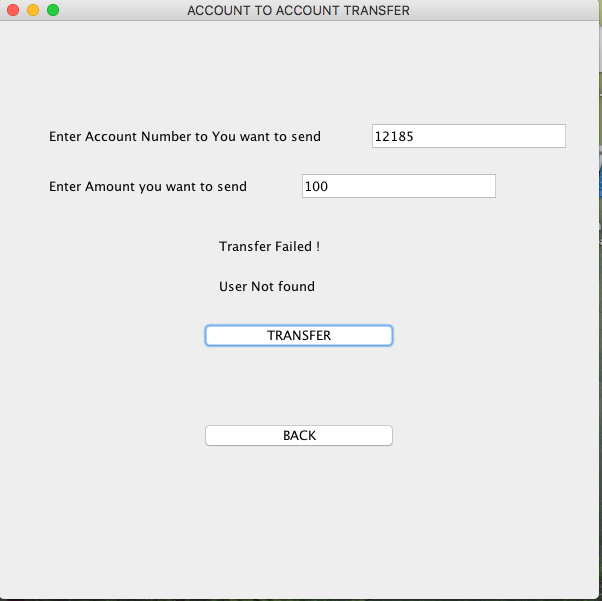 ACCOUNT TO ACCOUNT TRANSFER
Enter Account Number to You want to send 12185
Enter Amount you want to send 100
Transfer Failed !
User Not found
TRANSFER
BACK